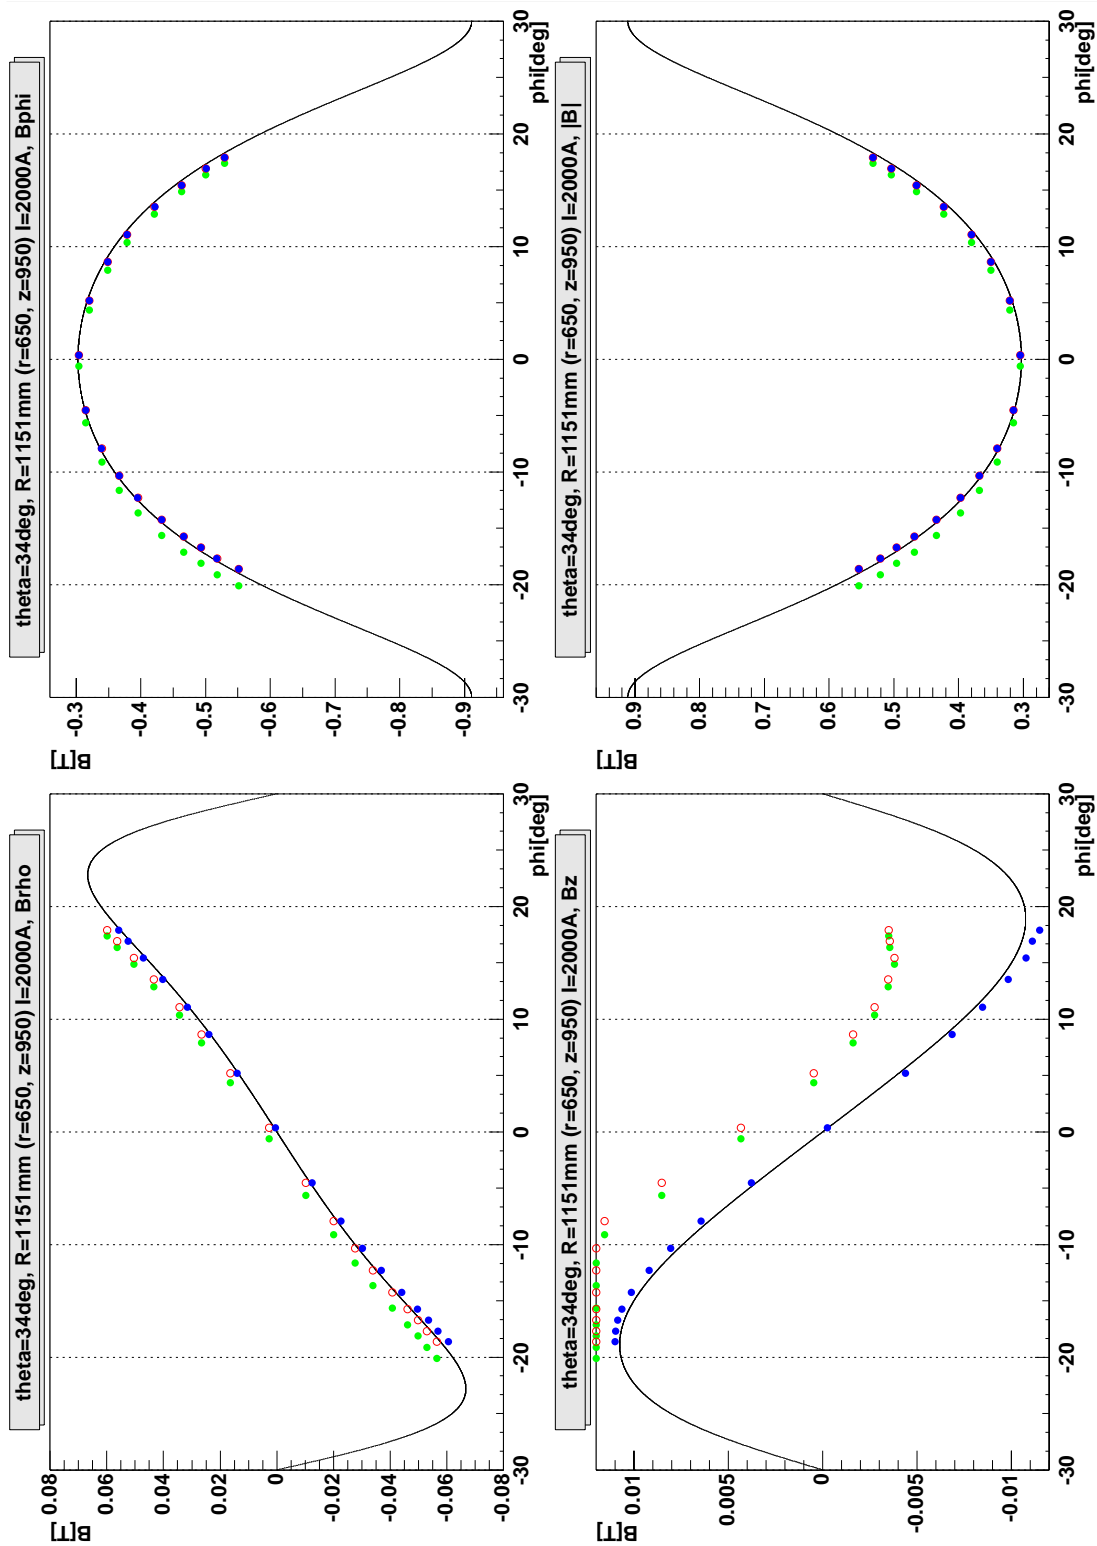 theta=34deg, R=1151mm (r=650, z=950) I=2000A, Brho
B[T]
0.08
0.06
0.04
0.02
0
-0.02
-0.04
-0.06
-0.08
-30 -20 -10 0 10 20 30
phi[deg]
theta=34deg, R=1151mm (r=650, z=950) I=2000A, Bphi
B[T]
-0.3
-0.4
-0.5
-0.6
-0.7
-0.8
-0.9
-30 -20 -10 0 10 20 30
phi[deg]
theta=34deg, R=1151mm (r=650, z=950) I=2000A, Bz
B[T]
0.01
0.005
0
-0.005
-0.01
-30 -20 -10 0 10 20 30
phi[deg]
theta=34deg, R=1151mm (r=650, z=950) I=2000A, |B|
B[T]
0.9
0.8
0.7
0.6
0.5
0.4
0.3
-30 -20 -10 0 10 20 30
phi[deg]